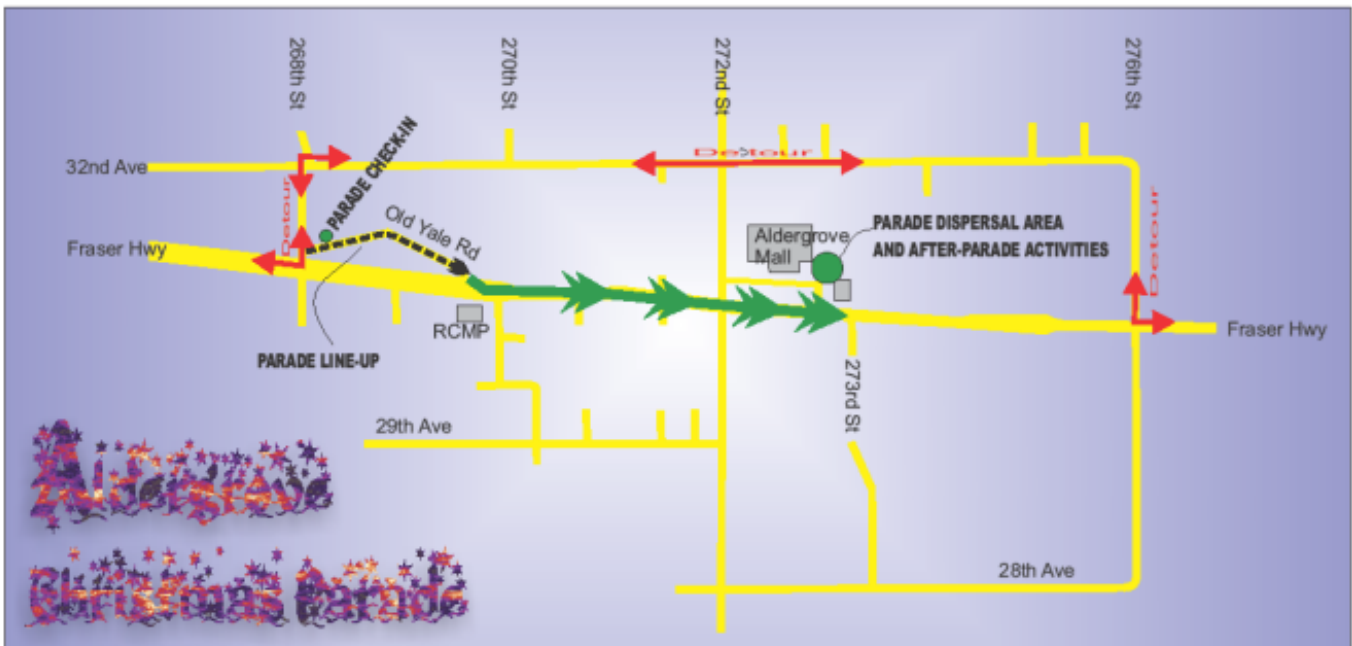 268th St
270th St
272nd St
276th St
32nd Ave
Detour
PARADE CHECK-IN
Detour
Old Yale Rd
Fraser Hwy
Aldergrove
Mall
PARADE DISPERSAL AREA
AND AFTER-PARADE ACTIVITIES
Detour
RCMP
Fraser Hwy
PARADE LINE-UP
273rd St
29th Ave
28th Ave
Aldergrove
Christmas Parade